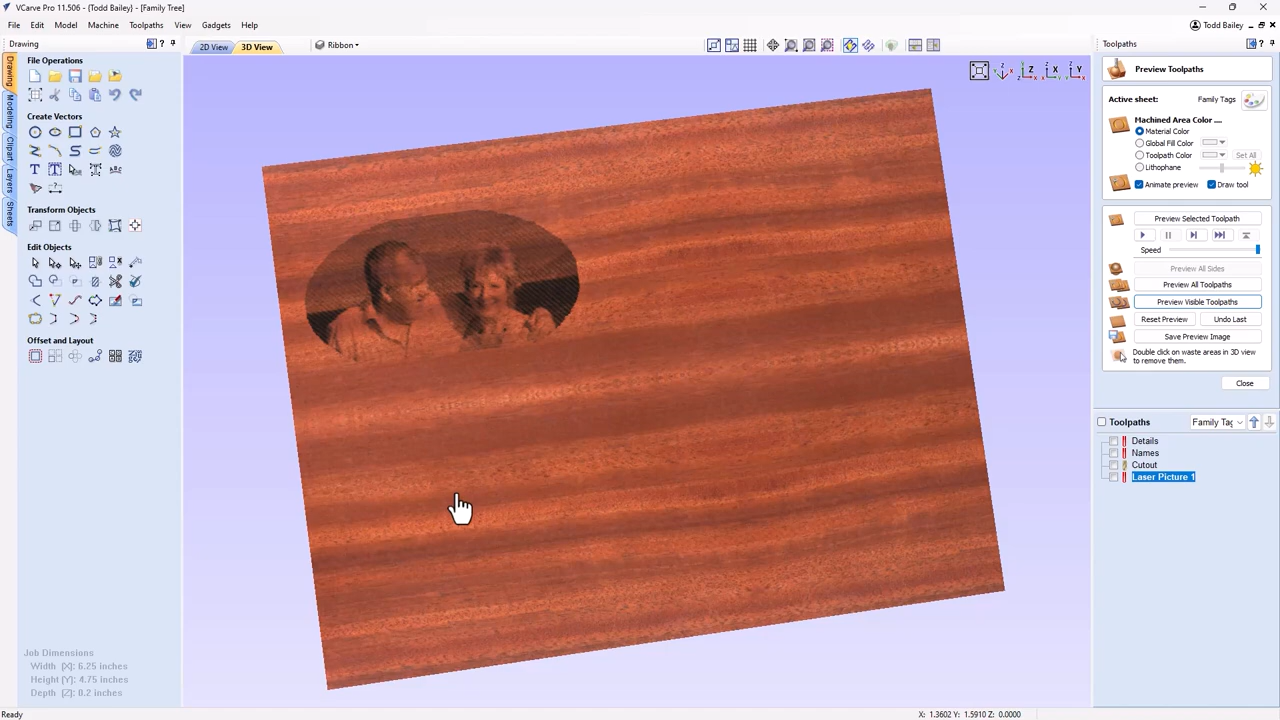 VCarve Pro 11.506 - {Todd Bailey} - [Family Tree]
File Edit Model Machine Toolpaths View Gadgets Help
Todd Bailey
Drawing
2D View 3D View Ribbon
Toolpaths
Drawing
Modeling
Clipart
Layers
Sheets
File Operations
Create Vectors
Transform Objects
Edit Objects
Offset and Layout
Job Dimensions
Width [X]: 6.25 inches
Height [Y]: 4.75 inches
Depth [Z]: 0.2 inches
Z X Y
Preview Toolpaths
Active sheet: Family Tags
Machined Area Color ....
Material Color
Global Fill Color
Toolpath Color Set All
Lithophane
Animate preview Draw tool
Preview Selected Toolpath
Speed
Preview All Sides
Preview All Toolpaths
Preview Visible Toolpaths
Reset Preview Undo Last
Save Preview Image
Double click on waste areas in 3D view
to remove them.
Close
Toolpaths Family Tag
Details
Names
Cutout
Laser Picture 1
Ready
X: 1.3602 Y: 1.5910 Z: 0.0000